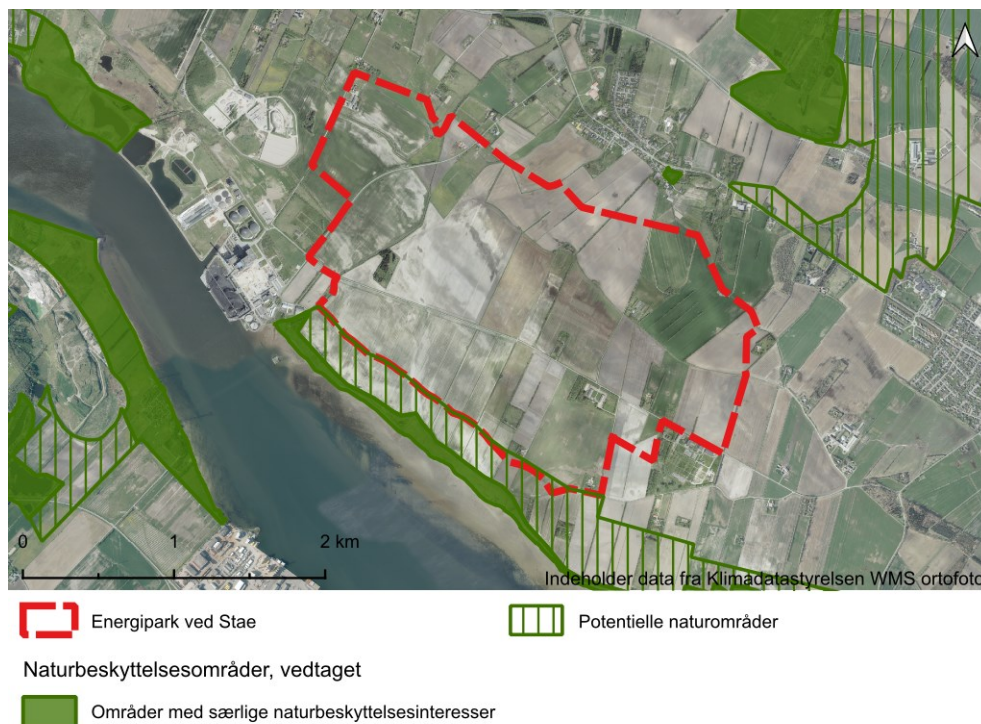 0 1 2 km
Indeholder data fra Klimadatastyrelsen WMS ortofoto
Energipark ved Stae
Potentielle naturområder
Naturbeskyttelsesområder, vedtaget
Områder med særlige naturbeskyttelsesinteresser